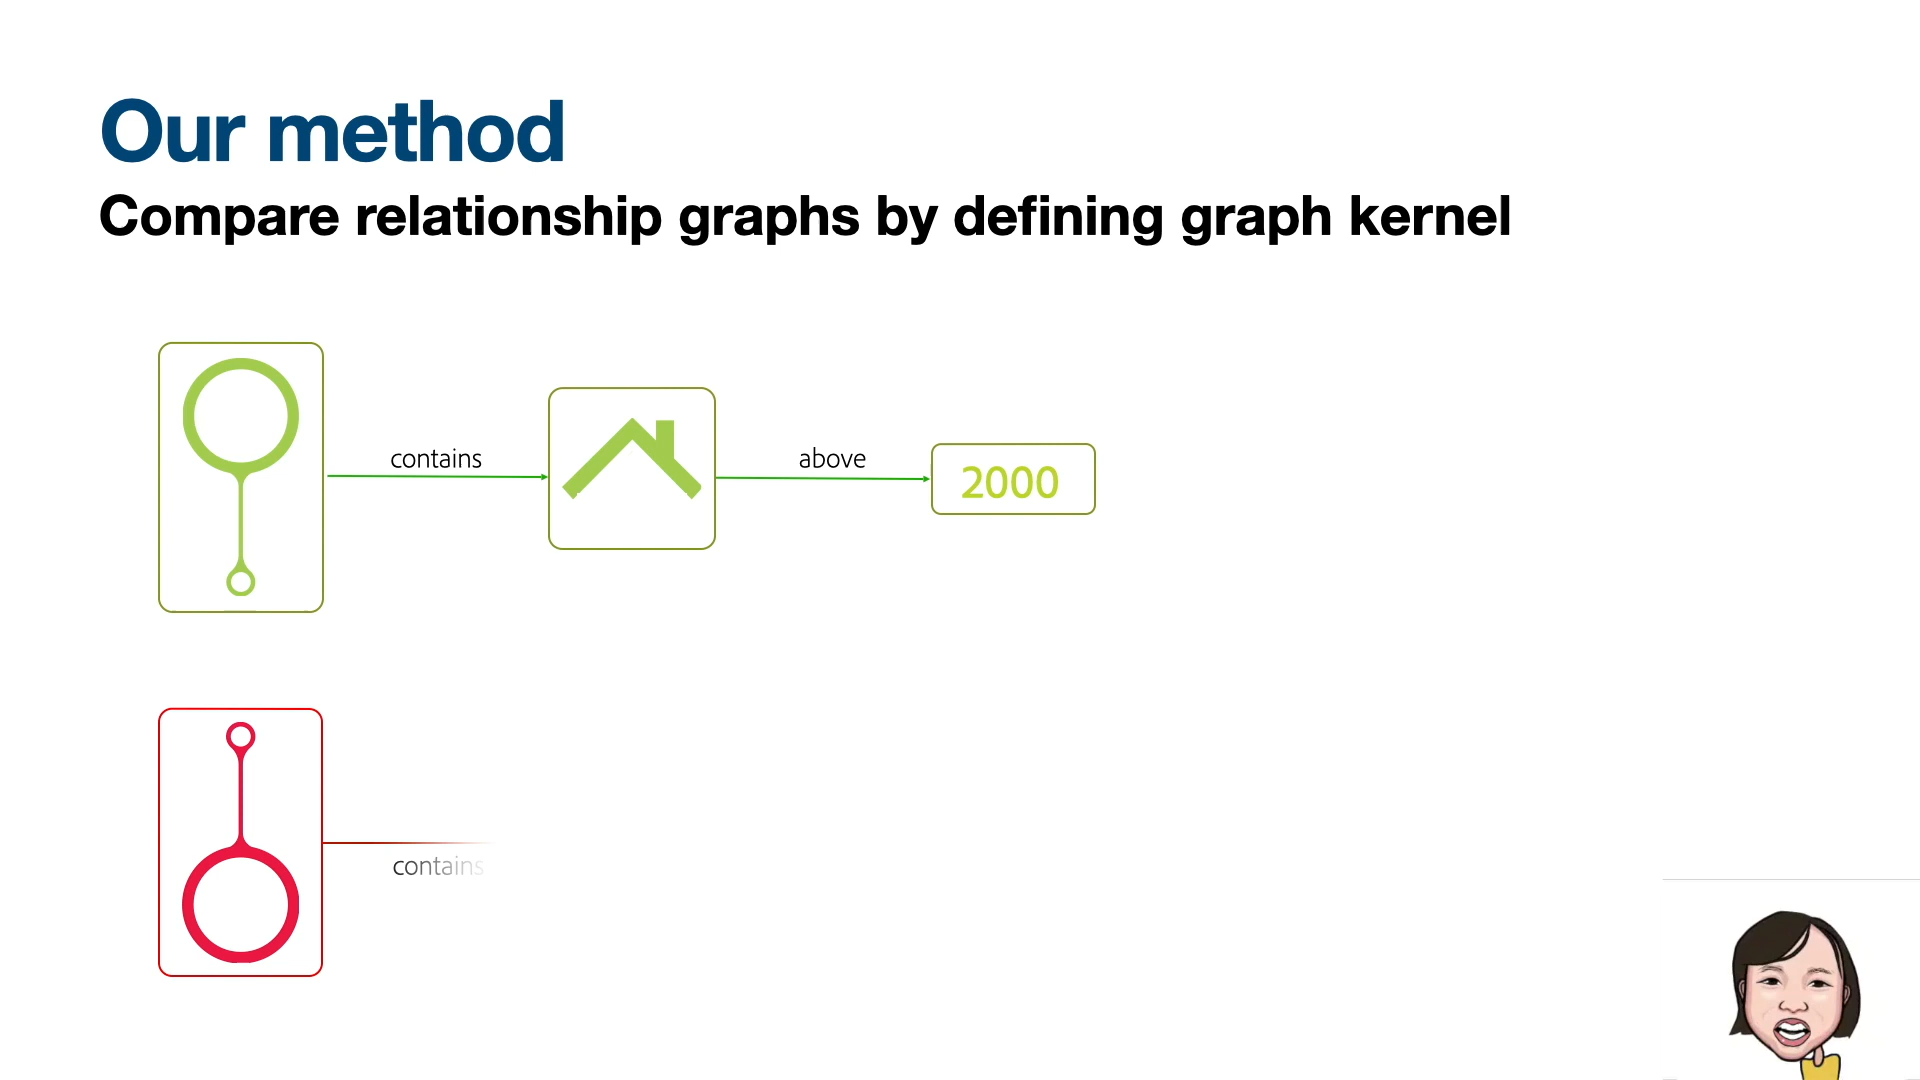 Our method
Compare relationship graphs by defining graph kernel
contains
above
2000
contains